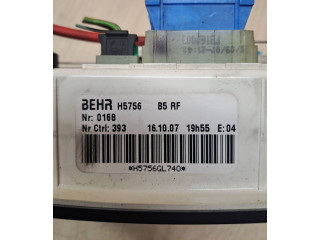 BEHR H5756 B5 RF
Nr: 0168
Nr Ctrl: 393 16.10.07 19h55 E:04
*H5756GL740*